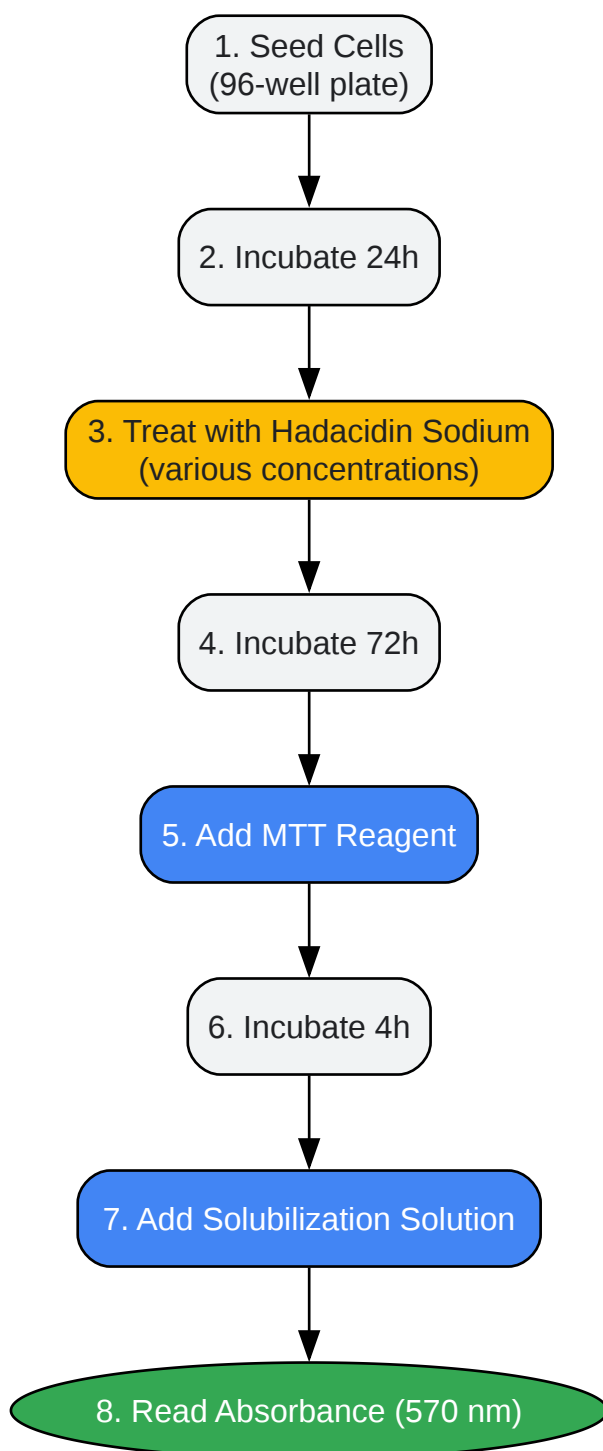 1. Seed Cells
(96-well plate)
2. Incubate 24h
3. Treat with Hadacidin Sodium
(various concentrations)
4. Incubate 72h
5. Add MTT Reagent
6. Incubate 4h
7. Add Solubilization Solution
8. Read Absorbance (570 nm)